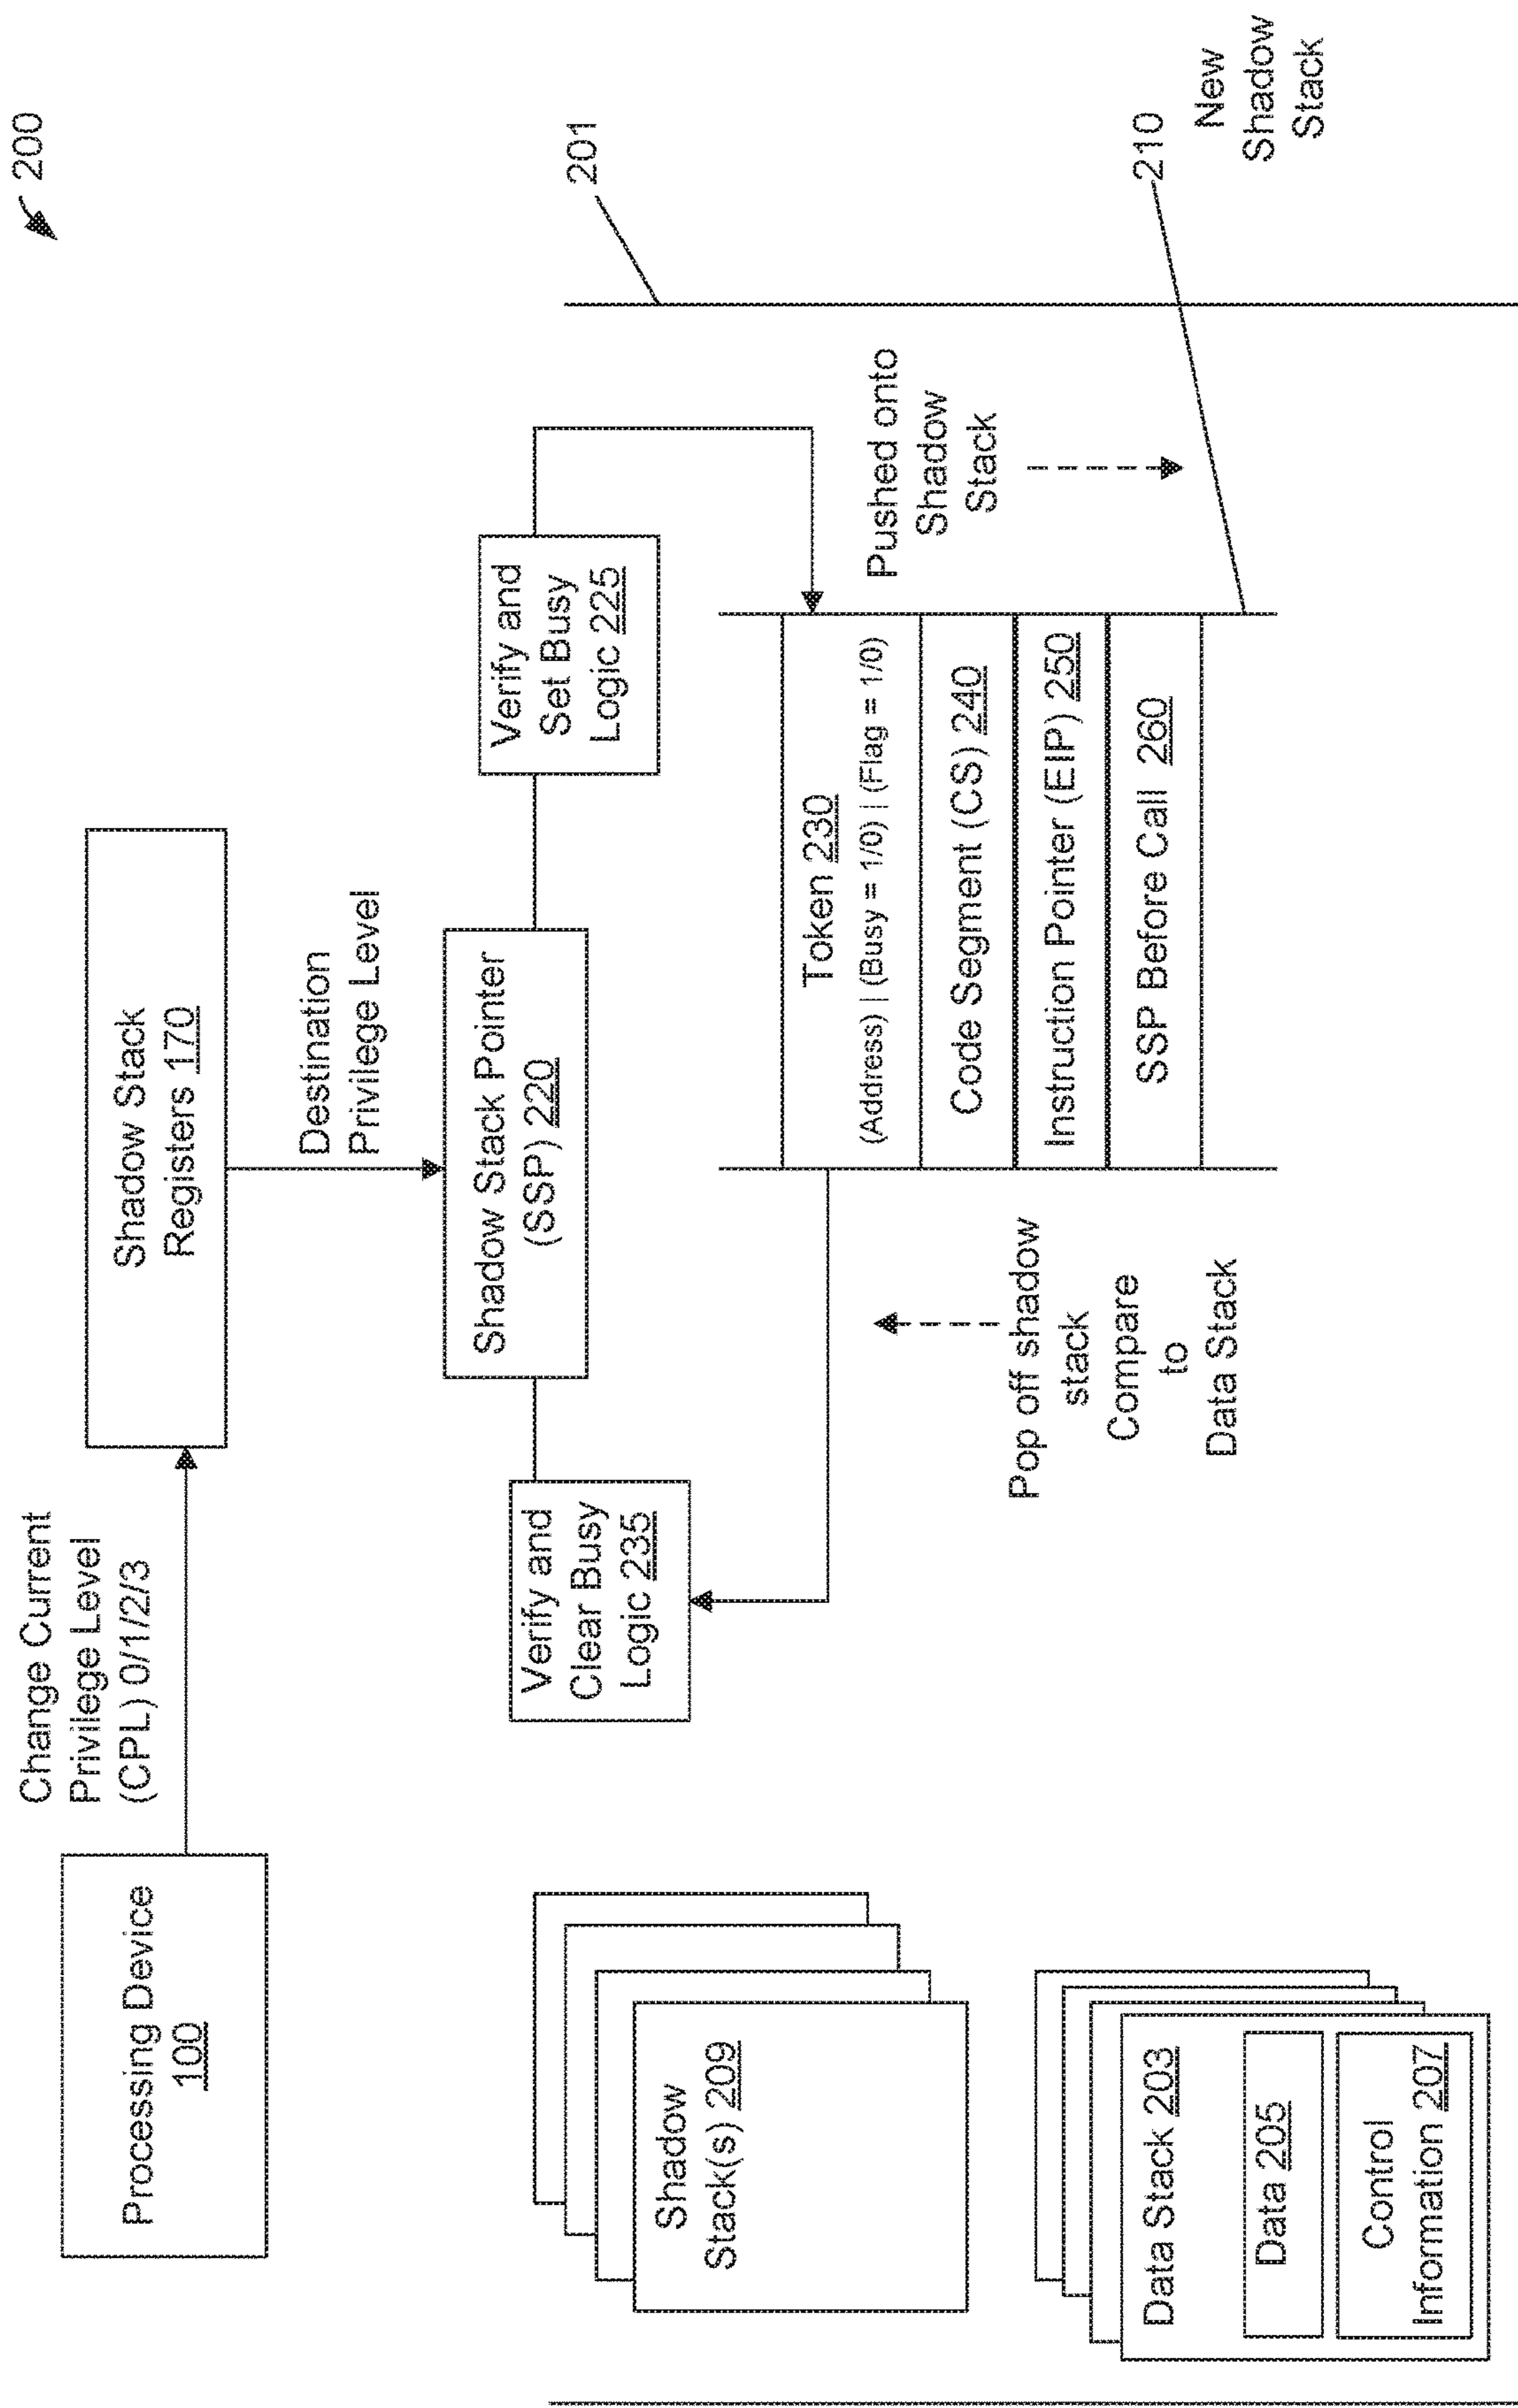 200
Processing Device
100
Change Current
Privilege Level
(CPL) 0/1/2/3
Shadow Stack
Registers 170
Destination
Privilege Level
Shadow Stack Pointer
(SSP) 220
Verify and
Clear Busy
Logic 235
Verify and
Set Busy
Logic 225
201
Shadow
Stack(s) 209
Token 230
(Address) | (Busy = 1/0) | (Flag = 1/0)
Code Segment (CS) 240
Instruction Pointer (EIP) 250
SSP Before Call 260
Pushed onto
Shadow
Stack
Pop off shadow
stack
Compare
to
Data Stack
210
New
Shadow
Stack
Data Stack 203
Data 205
Control
Information 207